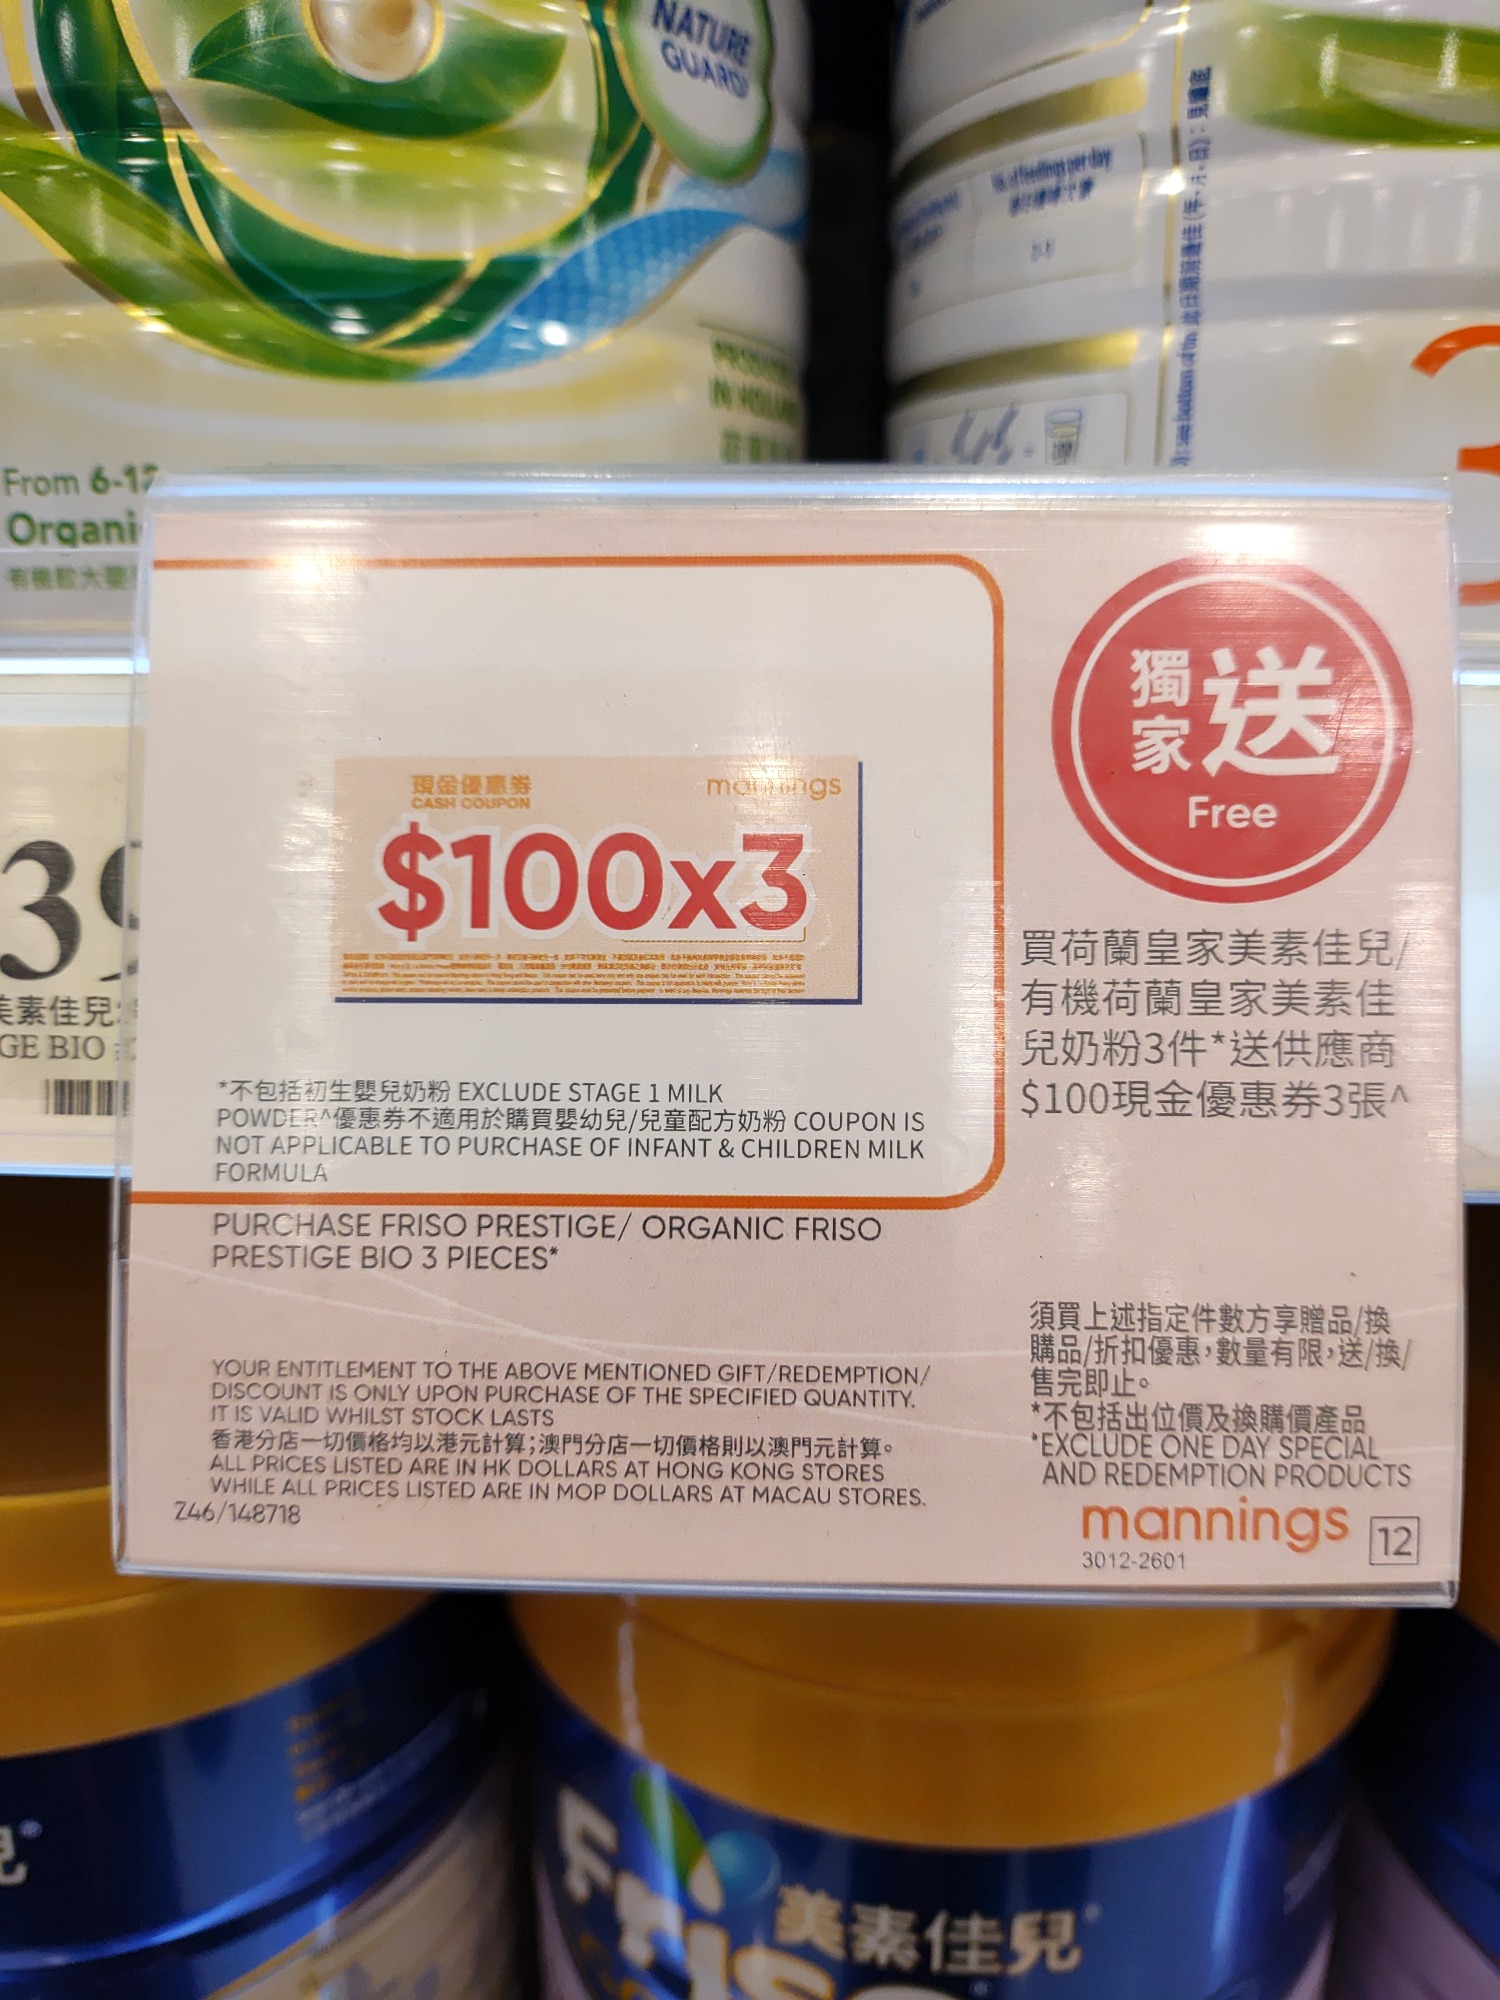 NATURE
GUARD
From 6-12
Organi
39
美素佳兒
GE BIO
獨家 送
Free
現金優惠券
CASH COUPON
mannings
$100x3
買荷蘭皇家美素佳兒/
有機荷蘭皇家美素佳
兒奶粉3件*送供應商
$100現金優惠券3張^
*不包括初生嬰兒奶粉 EXCLUDE STAGE 1 MILK
POWDER^優惠券不適用於購買嬰幼兒/兒童配方奶粉 COUPON IS
NOT APPLICABLE TO PURCHASE OF INFANT & CHILDREN MILK
FORMULA
PURCHASE FRISO PRESTIGE/ ORGANIC FRISO
PRESTIGE BIO 3 PIECES*
YOUR ENTITLEMENT TO THE ABOVE MENTIONED GIFT/REDEMPTION/
DISCOUNT IS ONLY UPON PURCHASE OF THE SPECIFIED QUANTITY.
IT IS VALID WHILST STOCK LASTS
香港分店一切價格均以港元計算;澳門分店一切價格則以澳門元計算。
ALL PRICES LISTED ARE IN HK DOLLARS AT HONG KONG STORES
WHILE ALL PRICES LISTED ARE IN MOP DOLLARS AT MACAU STORES.
Z46/148718
須買上述指定件數方享贈品/換
購品/折扣優惠,數量有限,送/換/
售完即止。
*不包括出位價及換購價產品
*EXCLUDE ONE DAY SPECIAL
AND REDEMPTION PRODUCTS
mannings
12
3012-2601
美素佳兒